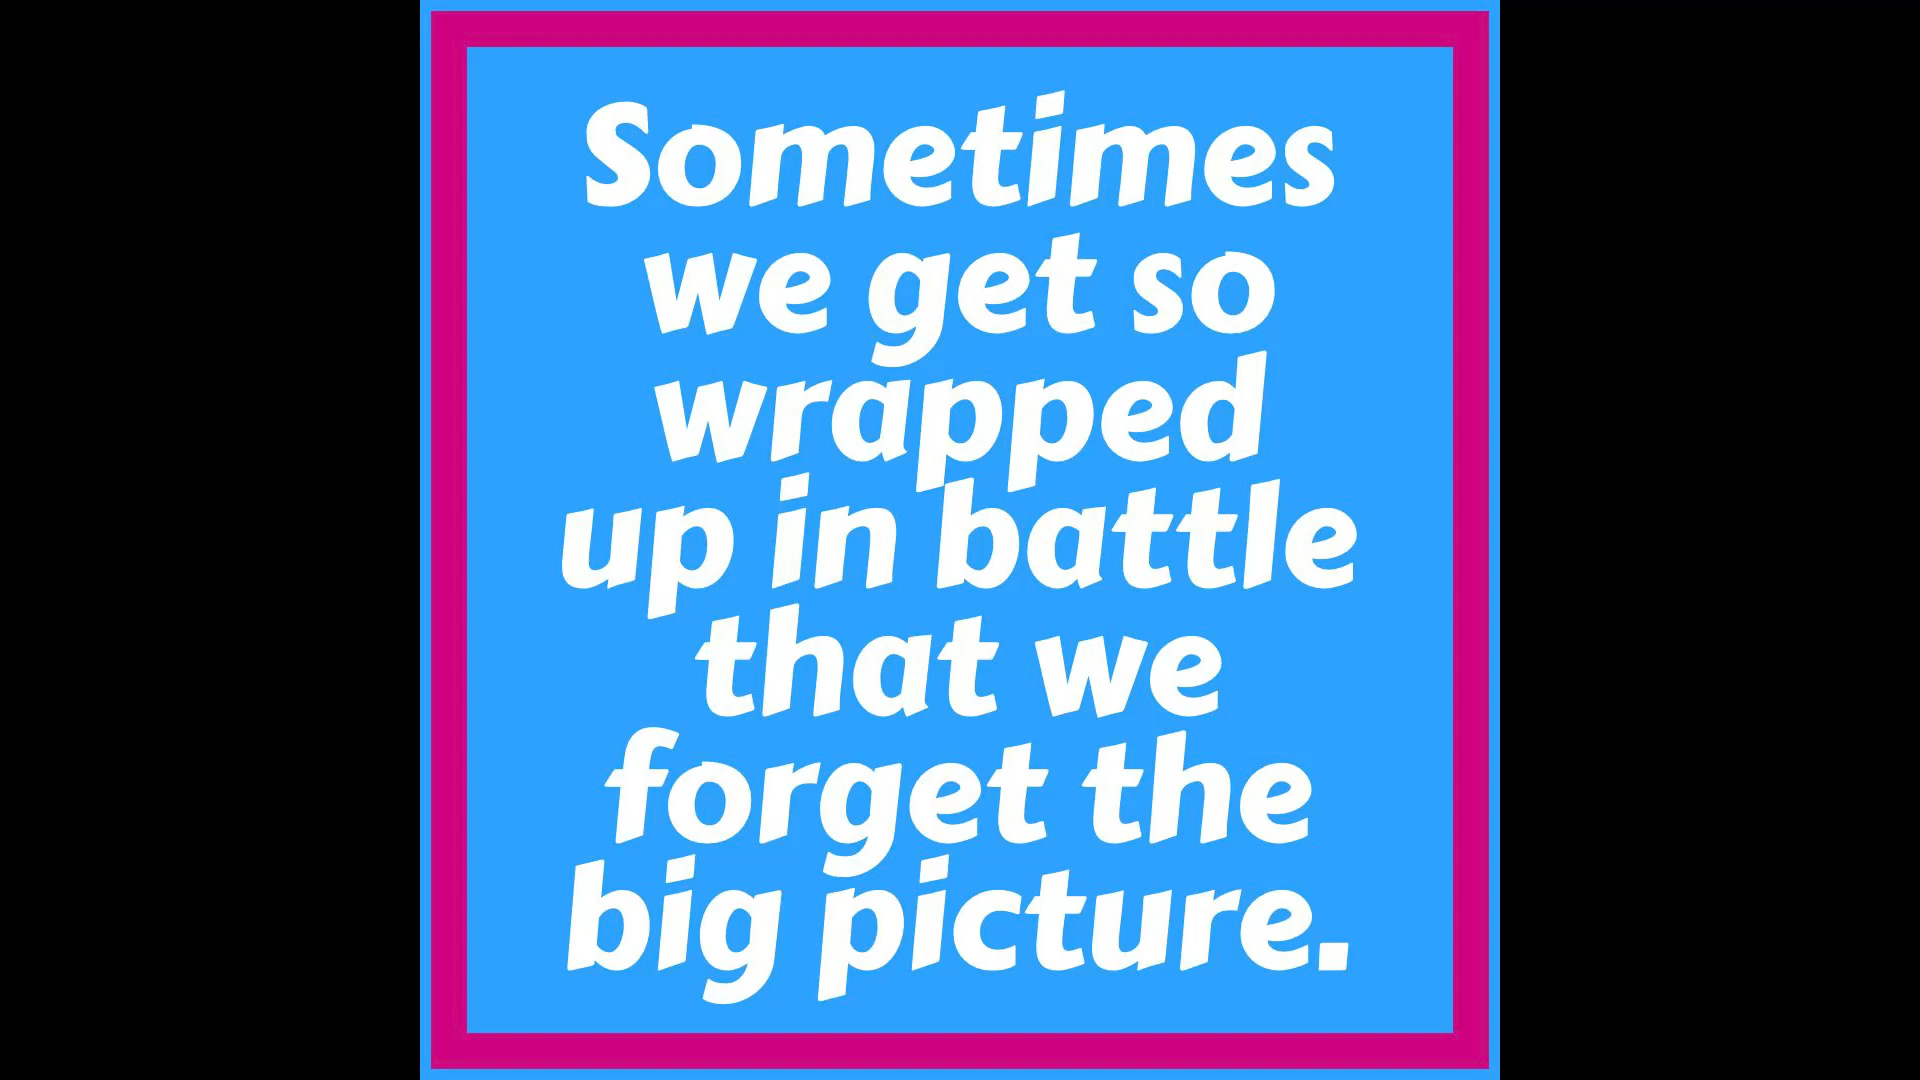 Sometimes
we get so
wrapped
up in battle
that we
forget the
big picture.